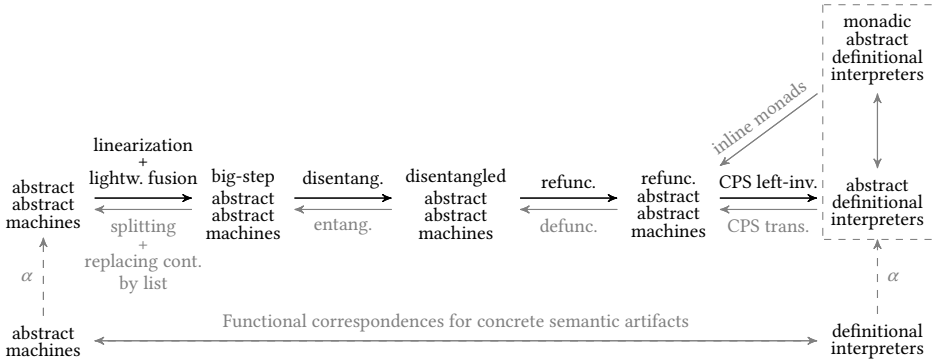 monadic
abstract
definitional
interpreters
inline monads
linearization
+
lightw. fusion
splitting
+
replacing cont.
by list
abstract
abstract
machines
big-step
abstract
abstract
machines
disentang.
entang.
disentangled
abstract
abstract
machines
refunc.
defunc.
refunc.
abstract
abstract
machines
CPS left-inv.
CPS trans.
abstract
definitional
interpreters
α
α
Functional correspondences for concrete semantic artifacts
abstract
machines
definitional
interpreters